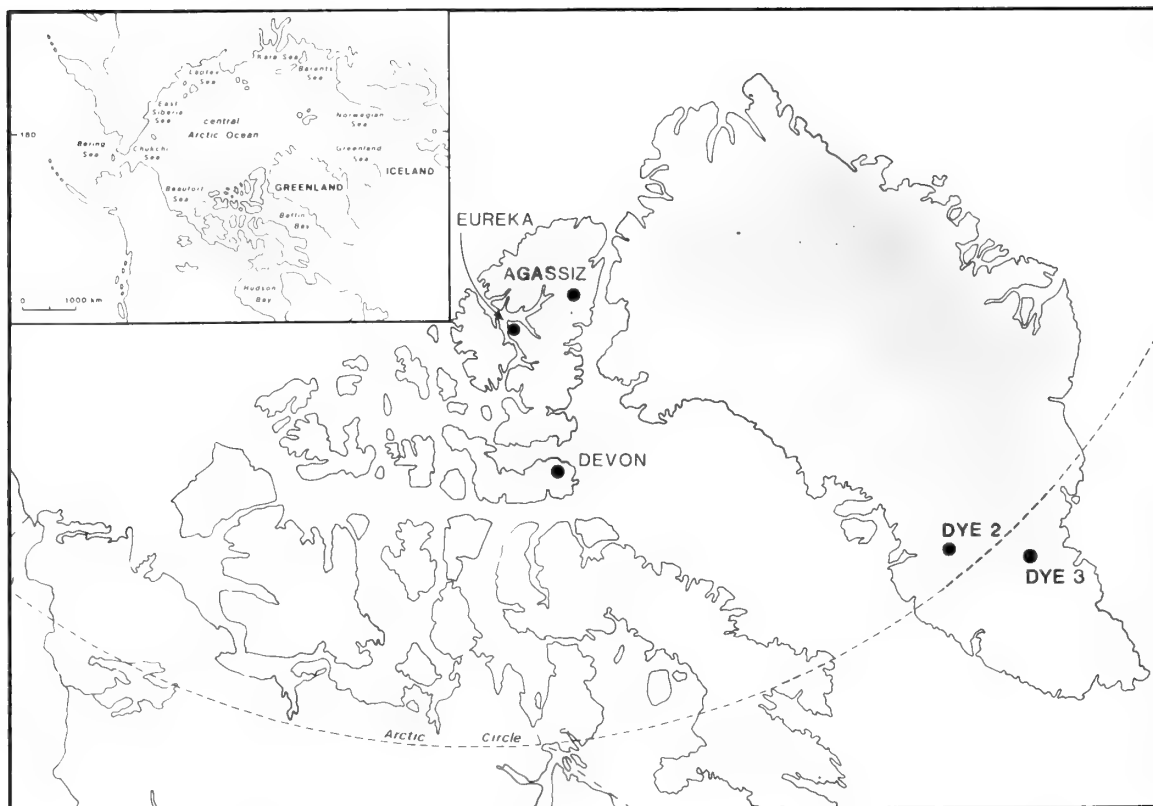 Kara Sea
Barents
Sea
Laptev
Sea
East
Siberia
Sea
Norwegian
Sea
central
Arctic Ocean
180
Bering
Sea
Chukchi Sea
Greenland
Sea
ICELAND
Beaufort
Sea
GREENLAND
Baffin
Bay
Hudson
Bay
0 1000 km
EUREKA
AGASSIZ
DEVON
DYE 2
DYE 3
Arctic Circle